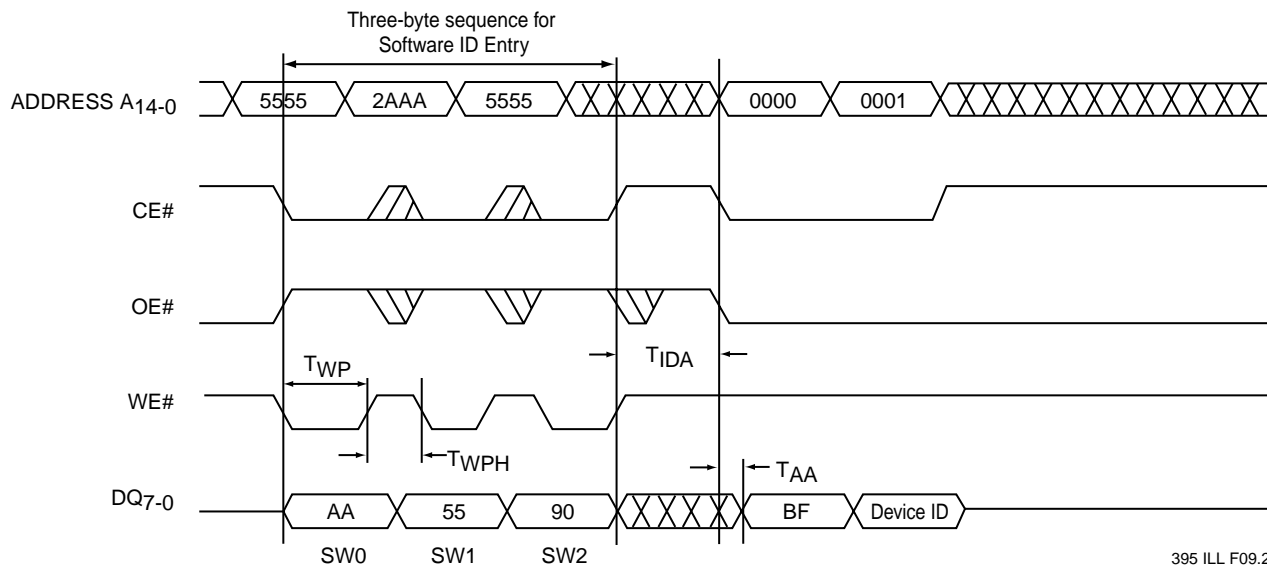 Three-byte sequence for
Software ID Entry
ADDRESS A14-0
5555 2AAA 5555 0000 0001
CE#
OE#
TIDA
TWP
WE#
TWPH
TAA
DQ7-0
AA 55 90 BF Device ID
SW0 SW1 SW2
395 ILL F09.2